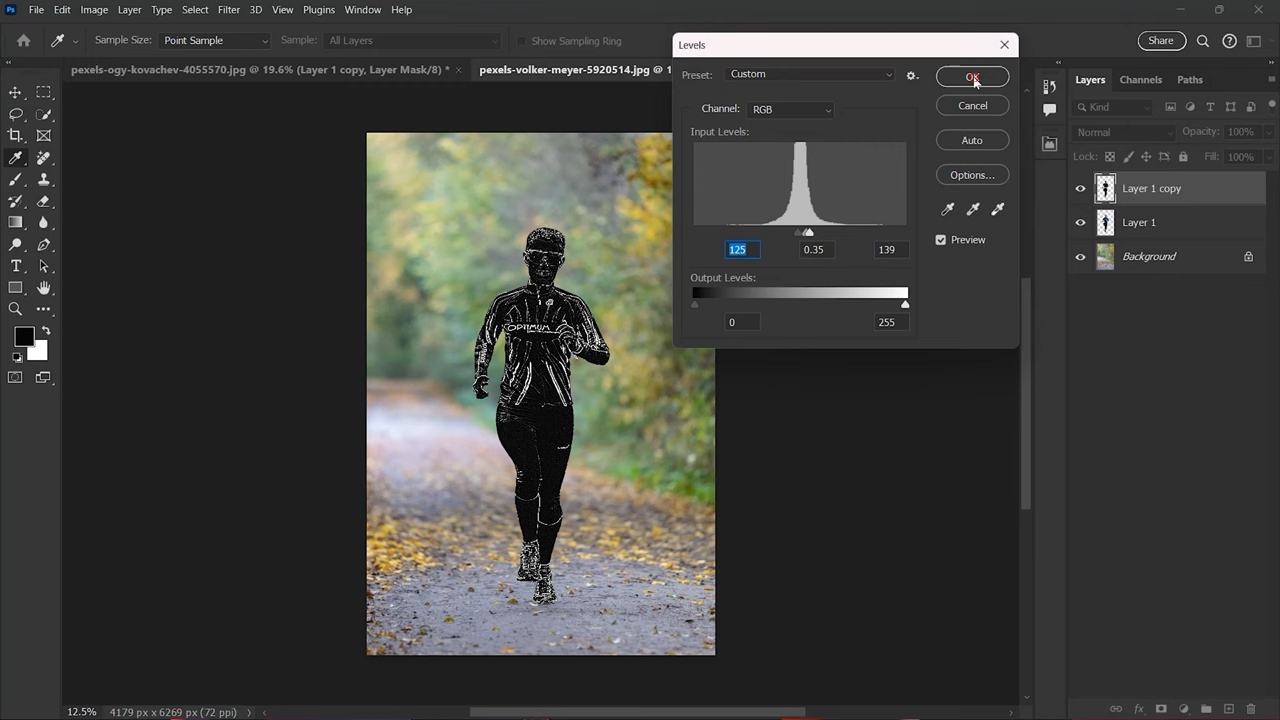 Ps File Edit Image Layer Type Select Filter 3D View Plugins Window Help
Sample Size: Point Sample Sample: All Layers Show Sampling Ring Share
pexels-ogy-kovachev-4055570.jpg @ 19.6% (Layer 1 copy, Layer Mask/8) * × pexels-volker-meyer-5920514.jpg @ 1
Levels
Preset: Custom OK
Channel: RGB Cancel
Input Levels: Auto
Options...
Preview
125 0.35 139
Output Levels:
0 255
Layers Channels Paths
Kind
Normal Opacity: 100%
Lock: Fill: 100%
Layer 1 copy
Layer 1
Background
OPTIMUM
T
12.5% 4179 px x 6269 px (72 ppi)